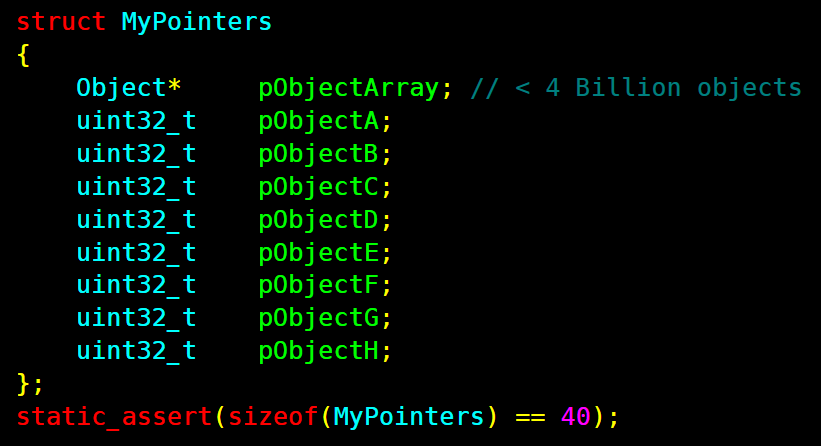 struct MyPointers
{
    Object*     pObjectArray; // < 4 Billion objects
    uint32_t    pObjectA;
    uint32_t    pObjectB;
    uint32_t    pObjectC;
    uint32_t    pObjectD;
    uint32_t    pObjectE;
    uint32_t    pObjectF;
    uint32_t    pObjectG;
    uint32_t    pObjectH;
};
static_assert(sizeof(MyPointers) == 40);